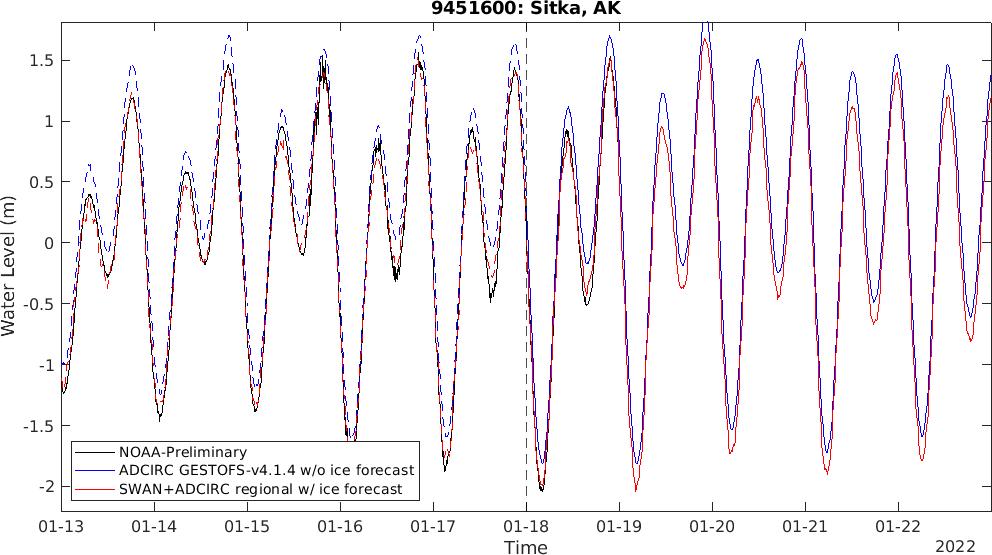 9451600: Sitka, AK
Water Level (m)
1.5
1
0.5
0
-0.5
-1
-1.5
-2
NOAA-Preliminary
ADCIRC GESTOFS-v4.1.4 w/o ice forecast
SWAN+ADCIRC regional w/ ice forecast
01-13 01-14 01-15 01-16 01-17 01-18 01-19 01-20 01-21 01-22
Time
2022